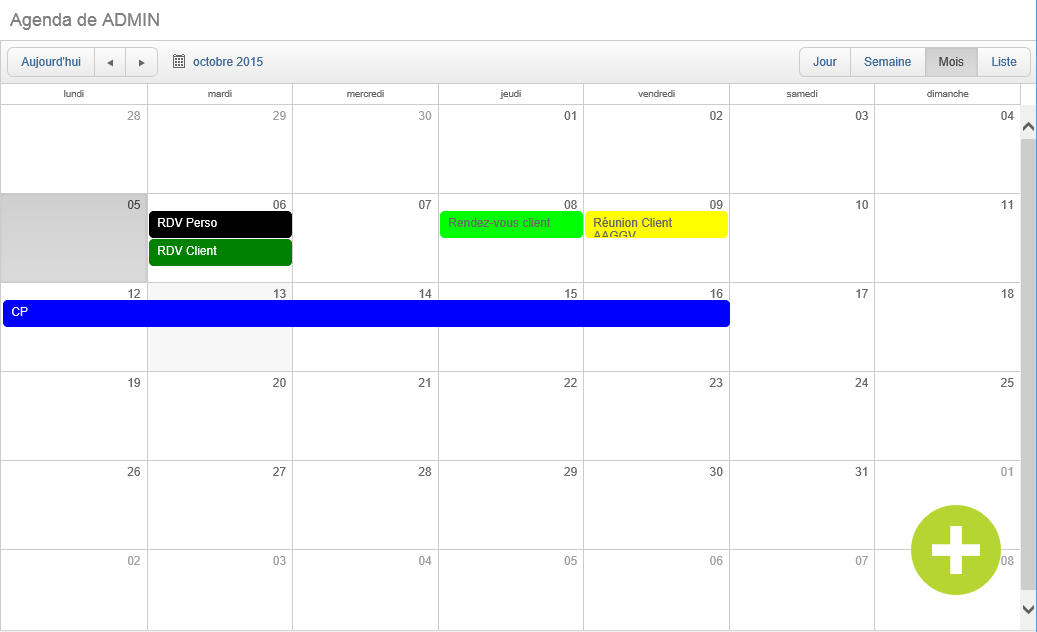 Agenda de ADMIN
Aujourd'hui octobre 2015 Jour Semaine Mois Liste
lundi mardi mercredi jeudi vendredi samedi dimanche
28 29 30 01 02 03 04
05 06 07 08 09 10 11
RDV Perso Rendez-vous client Réunion Client
AAGGV
RDV Client
12 13 14 15 16 17 18
CP
19 20 21 22 23 24 25
26 27 28 29 30 31 01
02 03 04 05 06 07 08